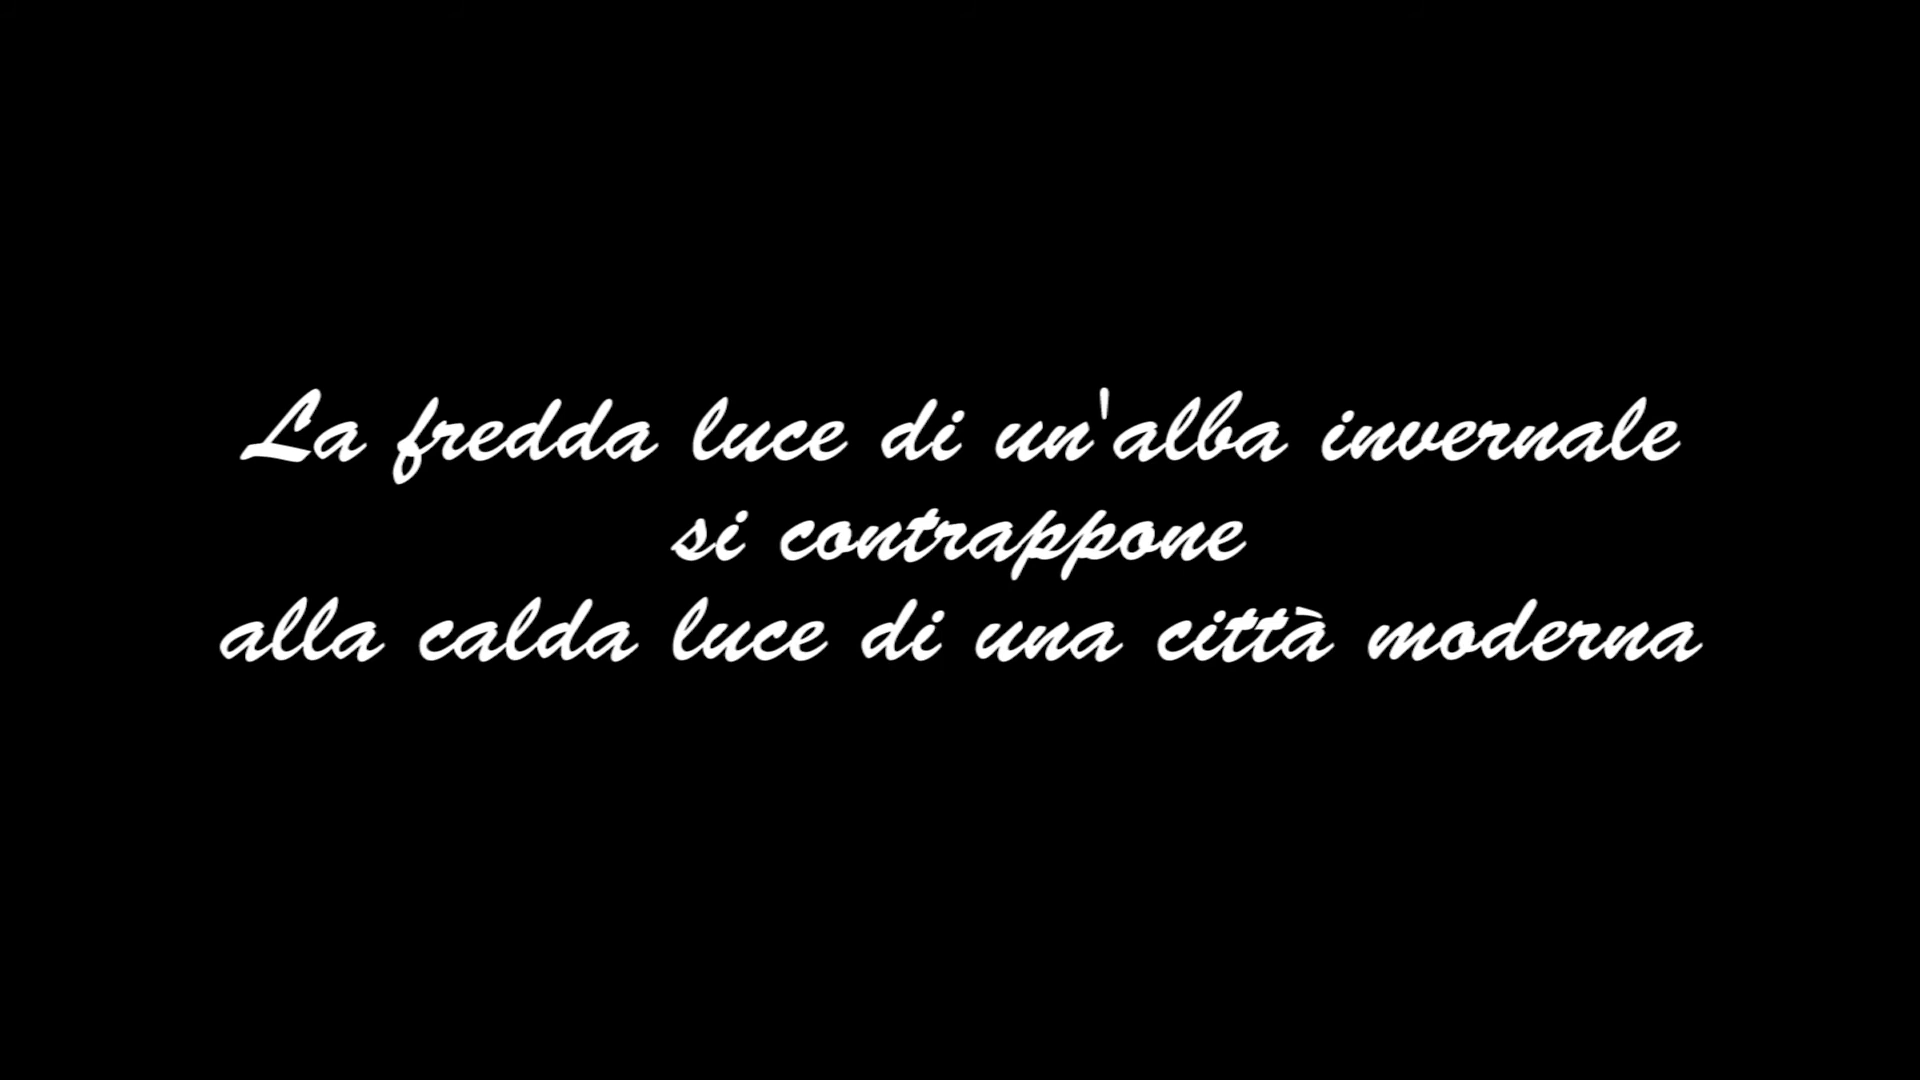 La fredda luce di un'alba invernale
si contrappone
alla calda luce di una città moderna